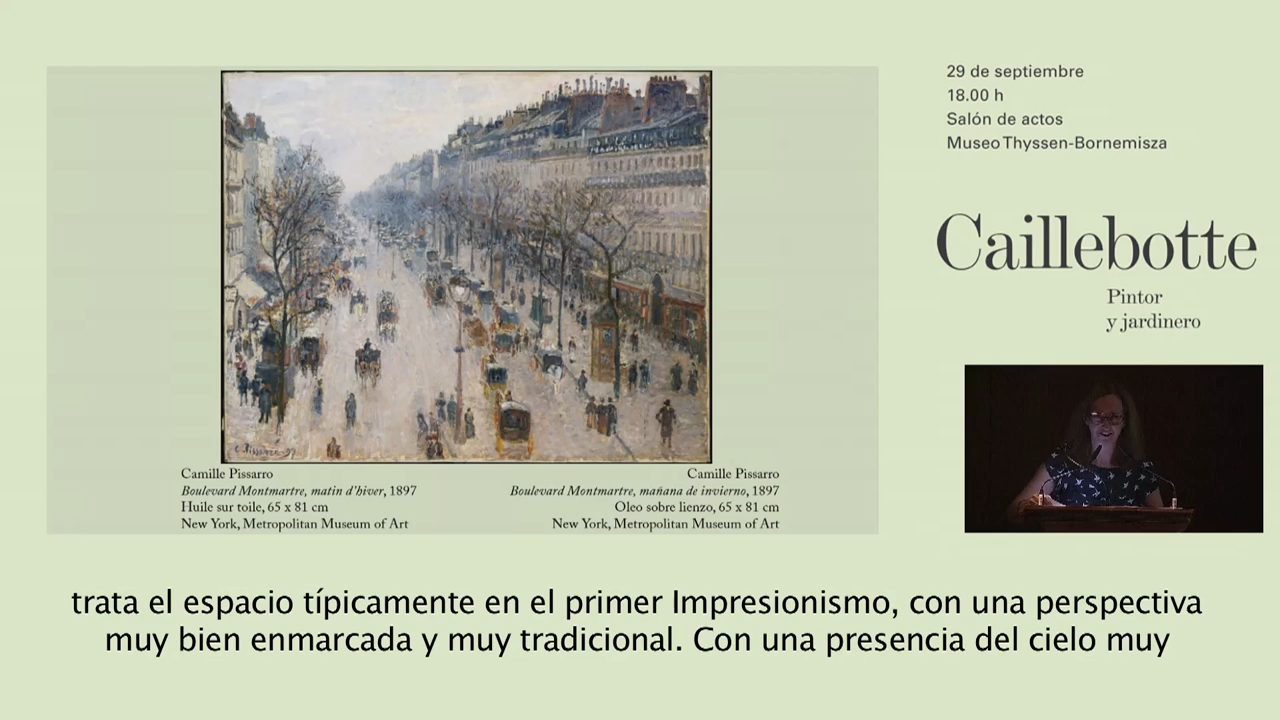 29 de septiembre
18.00 h
Salón de actos
Museo Thyssen-Bornemisza
Caillebotte
Pintor
y jardinero
C. Pissarro 97
Camille Pissarro
Boulevard Montmartre, matin d'hiver, 1897
Huile sur toile, 65 x 81 cm
New York, Metropolitan Museum of Art
Camille Pissarro
Boulevard Montmartre, mañana de invierno, 1897
Oleo sobre lienzo, 65 x 81 cm
New York, Metropolitan Museum of Art
trata el espacio típicamente en el primer Impresionismo, con una perspectiva
muy bien enmarcada y muy tradicional. Con una presencia del cielo muy